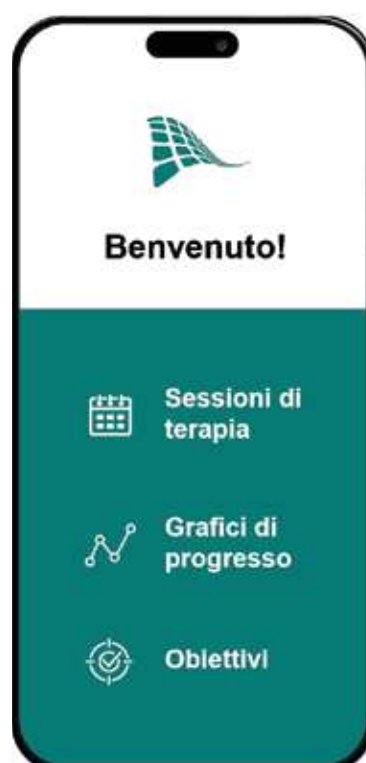 Benvenuto!
Sessioni di
terapia
Grafici di
progresso
Obiettivi